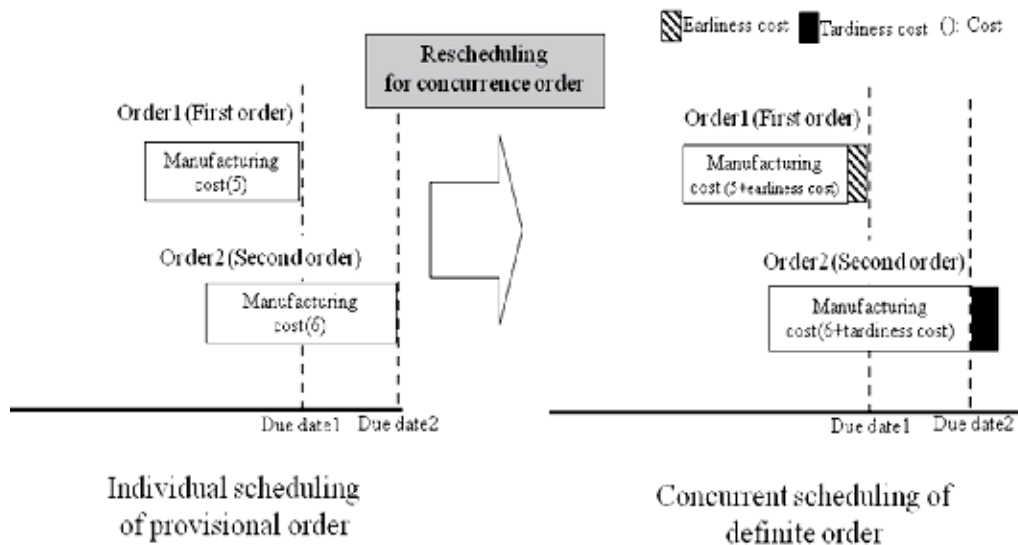 Earliness cost Tardiness cost (): Cost
Rescheduling
for concurrence order
Order1(First order)
Manufacturing
cost(5)
Order2(Second order)
Manufacturing
cost(6)
Due date1 Due date2
Individual scheduling
of provisional order
Order1(First order)
Manufacturing
cost (5+earliness cost)
Order2(Second order)
Manufacturing
cost(6+tardiness cost)
Due date1 Due date2
Concurrent scheduling of
definite order